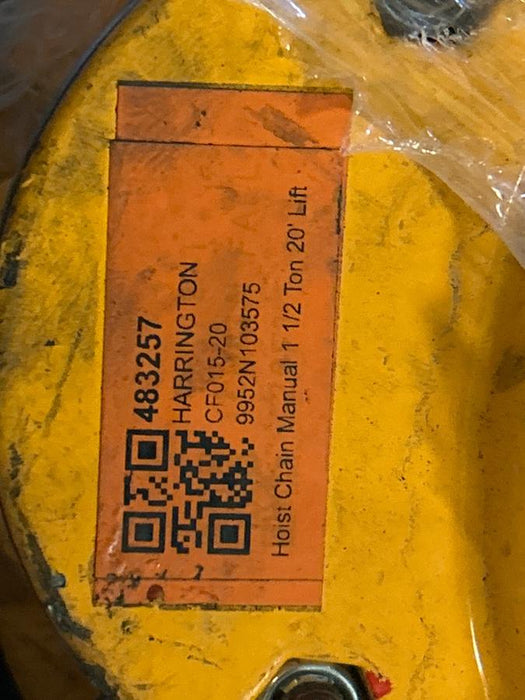 483257
HARRINGTON
CF015-20
9952N103575
Hoist Chain Manual 1 1/2 Ton 20' Lift